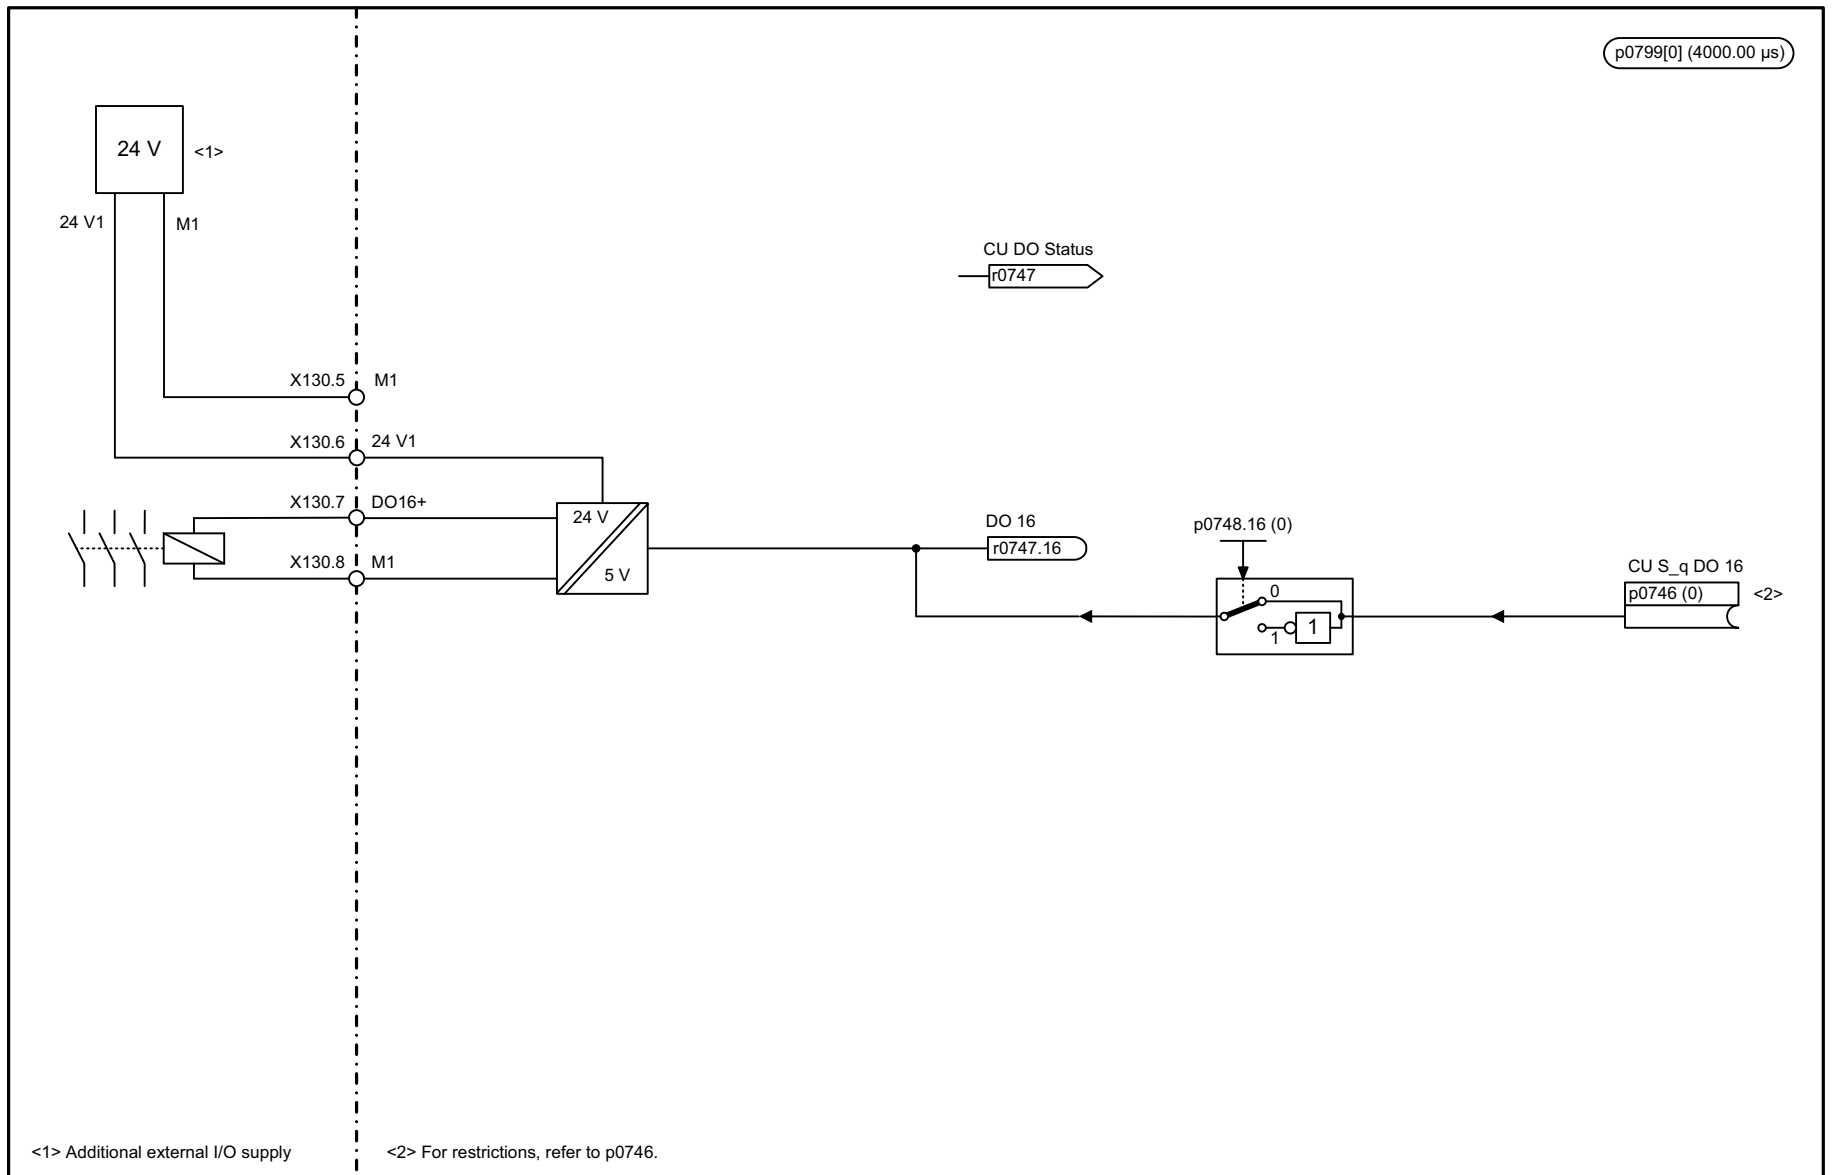 p0799[0] (4000.00 µs)
24 V
<1>
24 V1
M1
CU DO Status
r0747
X130.5
M1
X130.6
24 V1
X130.7
DO16+
X130.8
M1
24 V
5 V
DO 16
r0747.16
p0748.16 (0)
0
1
1
CU S_q DO 16
p0746 (0)
<2>
<1> Additional external I/O supply
<2> For restrictions, refer to p0746.